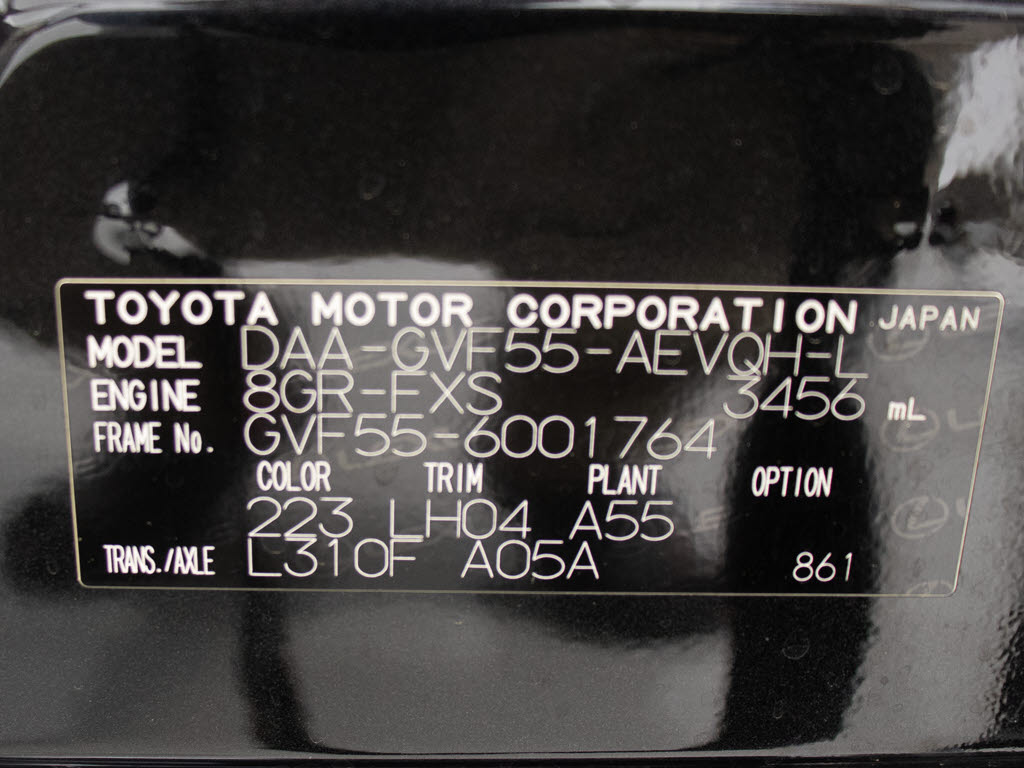 TOYOTA MOTOR CORPORATION JAPAN
MODEL DAA-GVF55-AEVQH-L
ENGINE 8GR-FXS 3456 mL
FRAME No. GVF55-6001764
COLOR TRIM PLANT OPTION
223 LH04 A55
TRANS./AXLE L310F A05A 861